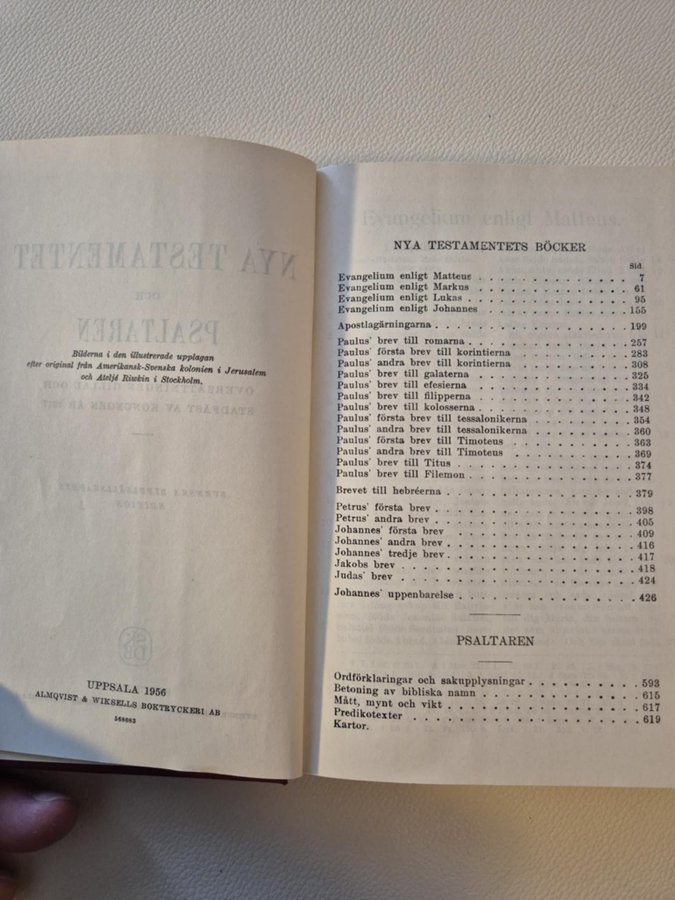 Bilderna i den illustrerade upplagan
efter original från Amerikansk-Svenska kolonien i Jerusalem
och Ateljé Riwkin i Stockholm.
UPPSALA 1956
ALMQVIST & WIKSELLS BOKTRYCKERI AB
568083
NYA TESTAMENTETS BÖCKER
Sid.
Evangelium enligt Matteus . . . . . . . . . . . . . . 7
Evangelium enligt Markus . . . . . . . . . . . . . . 61
Evangelium enligt Lukas . . . . . . . . . . . . . . 95
Evangelium enligt Johannes . . . . . . . . . . . . . . 155
Apostlagärningarna . . . . . . . . . . . . . . 199
Paulus' brev till romarna . . . . . . . . . . . . . . 257
Paulus' första brev till korintierna . . . . . . . . . . 283
Paulus' andra brev till korintierna . . . . . . . . . . 308
Paulus' brev till galaterna . . . . . . . . . . . . . . 325
Paulus' brev till efesierna . . . . . . . . . . . . . . 334
Paulus' brev till filipperna . . . . . . . . . . . . . . 342
Paulus' brev till kolosserna . . . . . . . . . . . . . . 348
Paulus' första brev till tessalonikerna . . . . . . . . . 354
Paulus' andra brev till tessalonikerna . . . . . . . . . 360
Paulus' första brev till Timoteus . . . . . . . . . . . 363
Paulus' andra brev till Timoteus . . . . . . . . . . . 369
Paulus' brev till Titus . . . . . . . . . . . . . . 374
Paulus' brev till Filemon . . . . . . . . . . . . . . 377
Brevet till hebréerna . . . . . . . . . . . . . . 379
Petrus' första brev . . . . . . . . . . . . . . 398
Petrus' andra brev . . . . . . . . . . . . . . 405
Johannes' första brev . . . . . . . . . . . . . . 409
Johannes' andra brev . . . . . . . . . . . . . . 416
Johannes' tredje brev . . . . . . . . . . . . . . 417
Jakobs brev . . . . . . . . . . . . . . 418
Judas' brev . . . . . . . . . . . . . . 424
Johannes' uppenbarelse . . . . . . . . . . . . . . 426
PSALTAREN
Ordförklaringar och sakupplysningar . . . . . . . . . . 593
Betoning av bibliska namn . . . . . . . . . . . . . . 615
Mått, mynt och vikt . . . . . . . . . . . . . . 617
Predikotexter . . . . . . . . . . . . . . 619
Kartor.